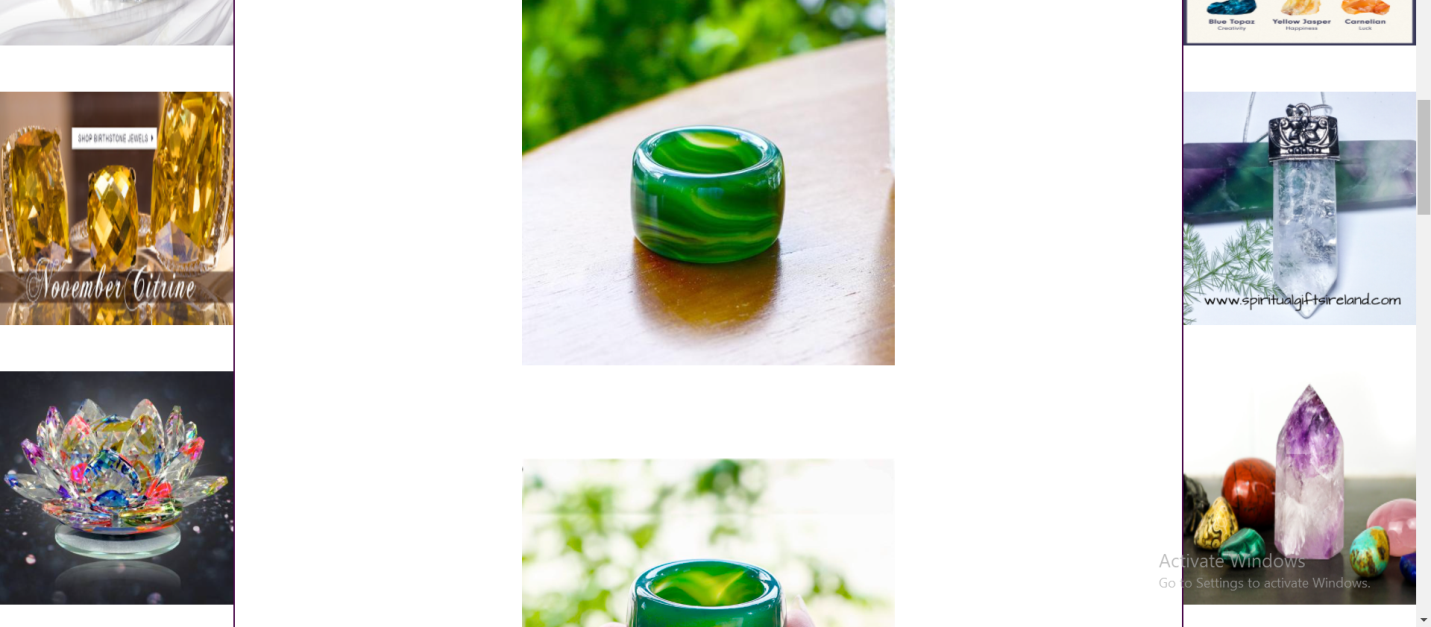 Blue Topaz
Creativity
Yellow Jasper
Happiness
Carnelian
Luck
SHOP BIRTHSTONE JEWELS
November Citrine
www.spiritualgiftsireland.com
Activate Windows
Go to Settings to activate Windows.